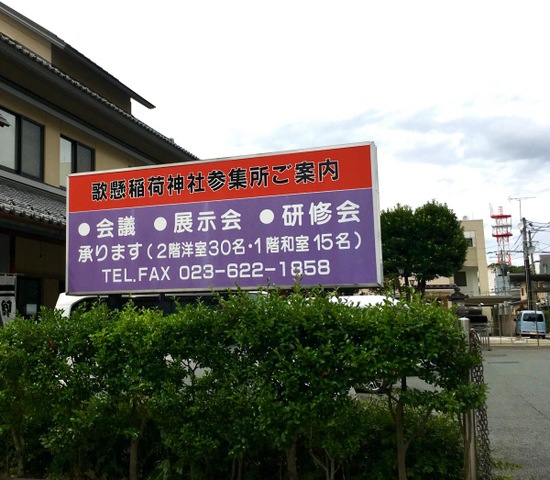 歌懸稲荷神社参集所ご案内
●会議 ●展示会 ●研修会
承ります(2階洋室30名・1階和室15名)
TEL.FAX 023-622-1858